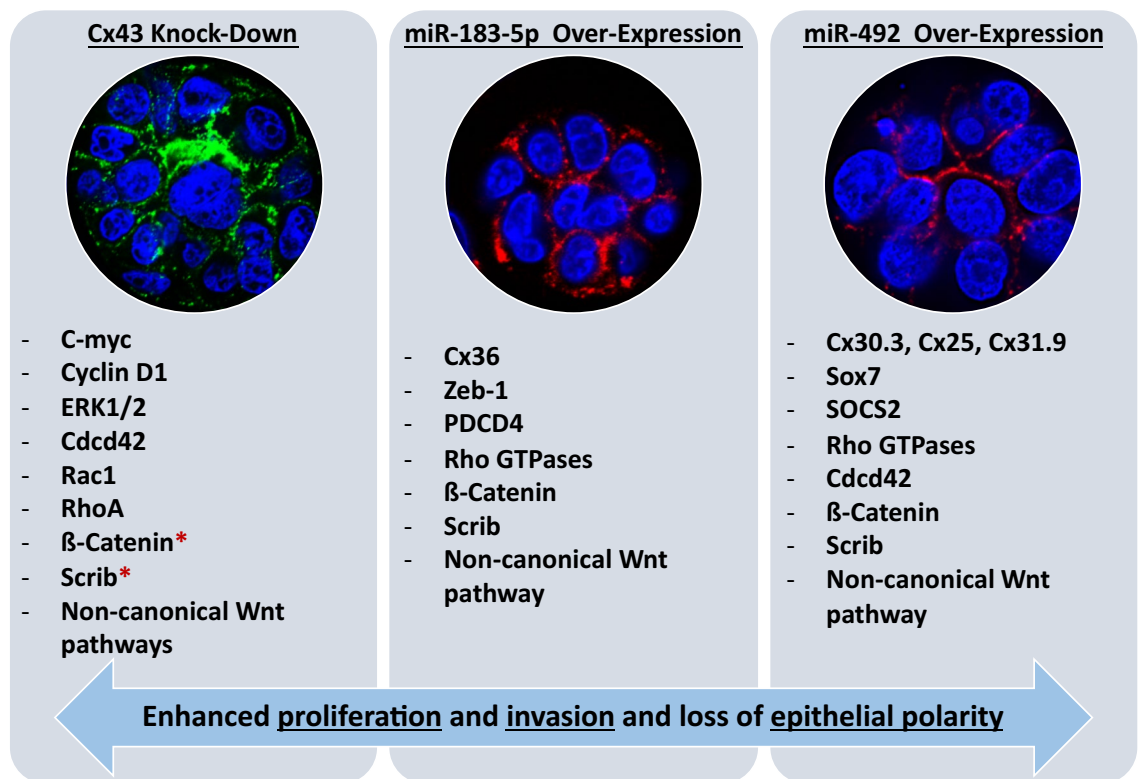 Cx43 Knock-Down
- C-myc
- Cyclin D1
- ERK1/2
- Cdcd42
- Rac1
- RhoA
- ß-Catenin*
- Scrib*
- Non-canonical Wnt
pathways
miR-183-5p Over-Expression
- Cx36
- Zeb-1
- PDCD4
- Rho GTPases
- ß-Catenin
- Scrib
- Non-canonical Wnt
pathway
miR-492 Over-Expression
- Cx30.3, Cx25, Cx31.9
- Sox7
- SOCS2
- Rho GTPases
- Cdcd42
- ß-Catenin
- Scrib
- Non-canonical Wnt
pathway
Enhanced proliferation and invasion and loss of epithelial polarity